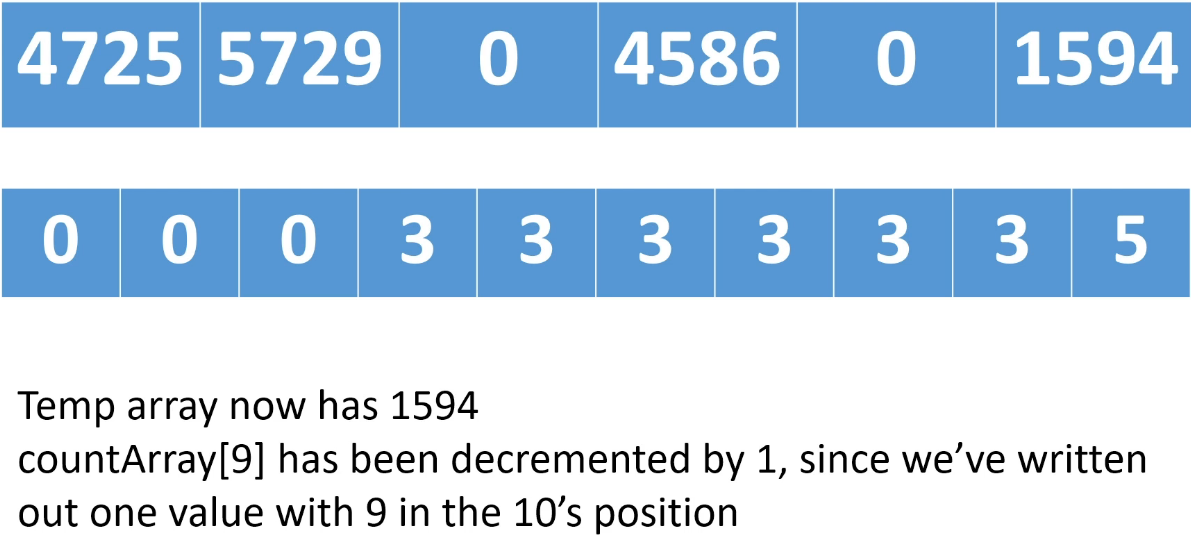 4725 5729 0 4586 0 1594
0 0 0 3 3 3 3 3 3 5
Temp array now has 1594
countArray[9] has been decremented by 1, since we’ve written
out one value with 9 in the 10’s position